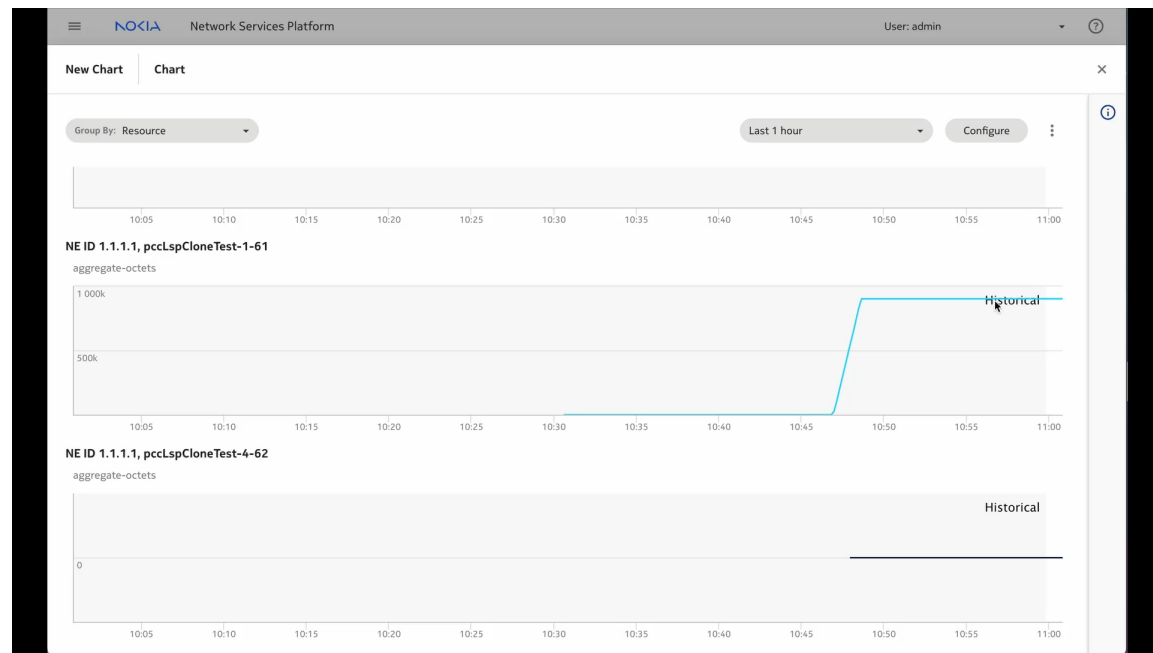 NOKIA Network Services Platform User: admin
New Chart Chart
Group By: Resource Last 1 hour Configure
10:05 10:10 10:15 10:20 10:25 10:30 10:35 10:40 10:45 10:50 10:55 11:00
NE ID 1.1.1.1, pccLspCloneTest-1-61
aggregate-octets
1 000k
Historical
500k
10:05 10:10 10:15 10:20 10:25 10:30 10:35 10:40 10:45 10:50 10:55 11:00
NE ID 1.1.1.1, pccLspCloneTest-4-62
aggregate-octets
Historical
0
10:05 10:10 10:15 10:20 10:25 10:30 10:35 10:40 10:45 10:50 10:55 11:00